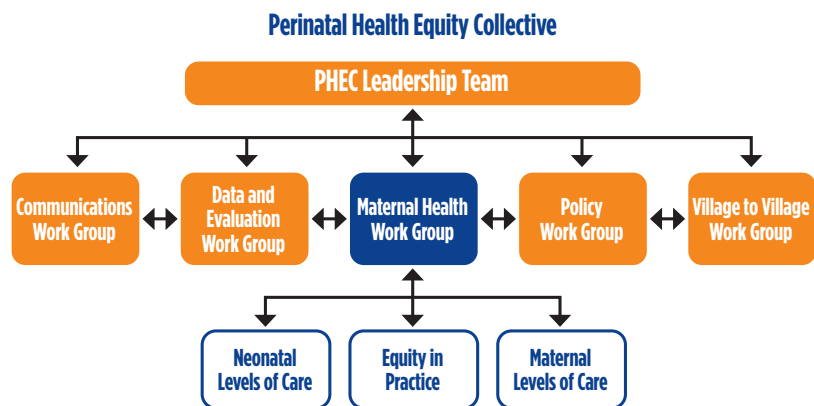 Perinatal Health Equity Collective
PHEC Leadership Team
Communications
Work Group
Data and
Evaluation
Work Group
Maternal Health
Work Group
Policy
Work Group
Village to Village
Work Group
Neonatal
Levels of Care
Equity in
Practice
Maternal
Levels of Care